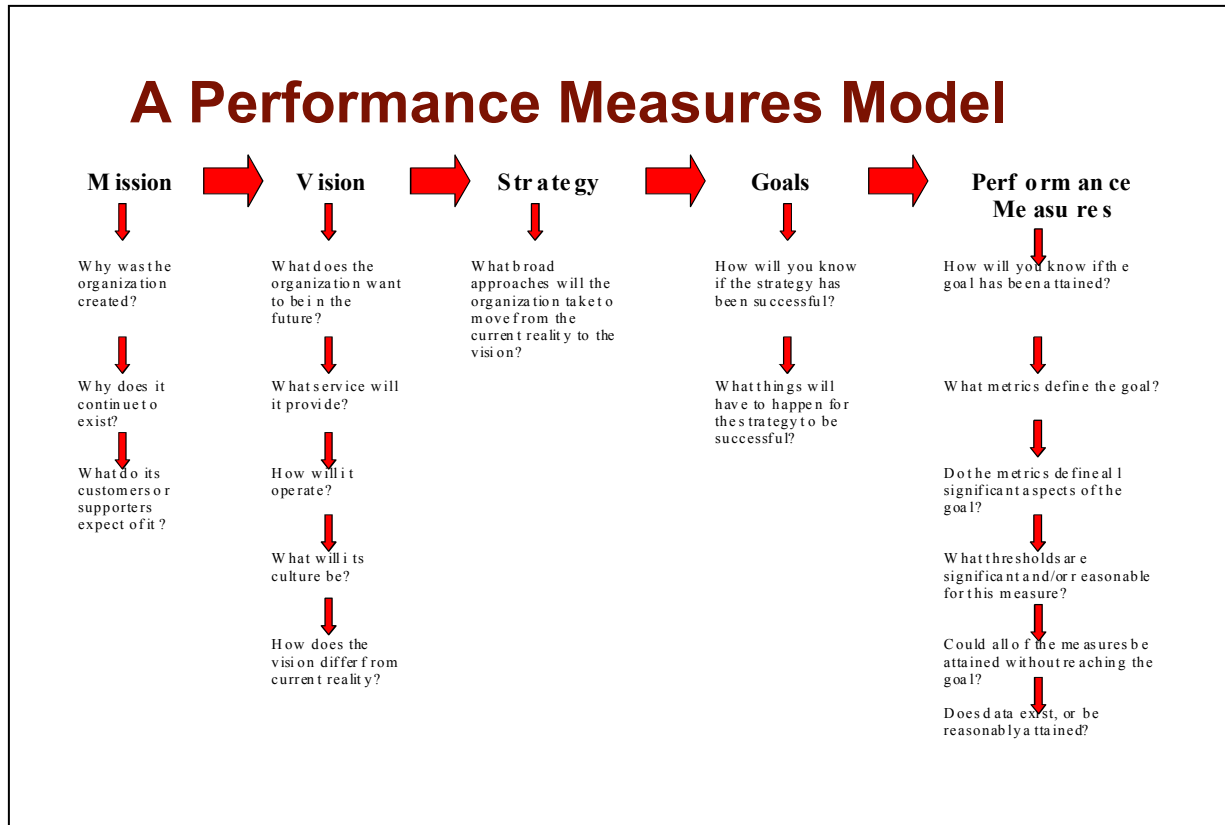 A Performance Measures Model
Mission
Vision
Strategy
Goals
Performance
Measures
Why was the
organization
created?
Why does it
continue to
exist?
What do its
customers or
supporters
expect of it?
What does the
organization want
to be in the
future?
What service will
it provide?
How will it
operate?
What will its
culture be?
How does the
vision differ from
current reality?
What broad
approaches will the
organization take to
move from the
current reality to the
vision?
How will you know
if the strategy has
been successful?
What things will
have to happen for
the strategy to be
successful?
How will you know if the
goal has been attained?
What metrics define the goal?
Do the metrics define all
significant aspects of the
goal?
What thresholds are
significant and/or reasonable
for this measure?
Could all of the measures be
attained without reaching the
goal?
Does data exist, or be
reasonably attained?